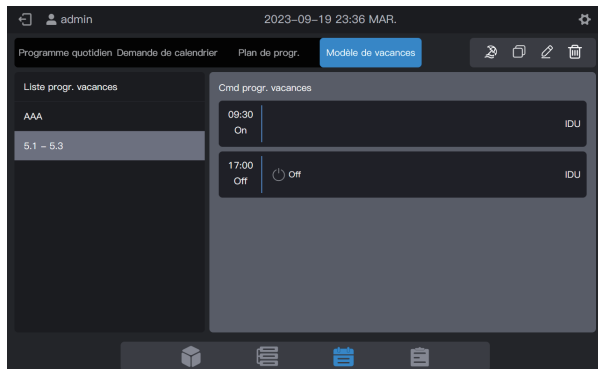 admin 2023-09-19 23:36 MAR.
Programme quotidien Demande de calendrier Plan de progr. Modèle de vacances
Liste progr. vacances
AAA
5.1 ~ 5.3
Cmd progr. vacances
09:30
On
IDU
17:00
Off
Off
IDU